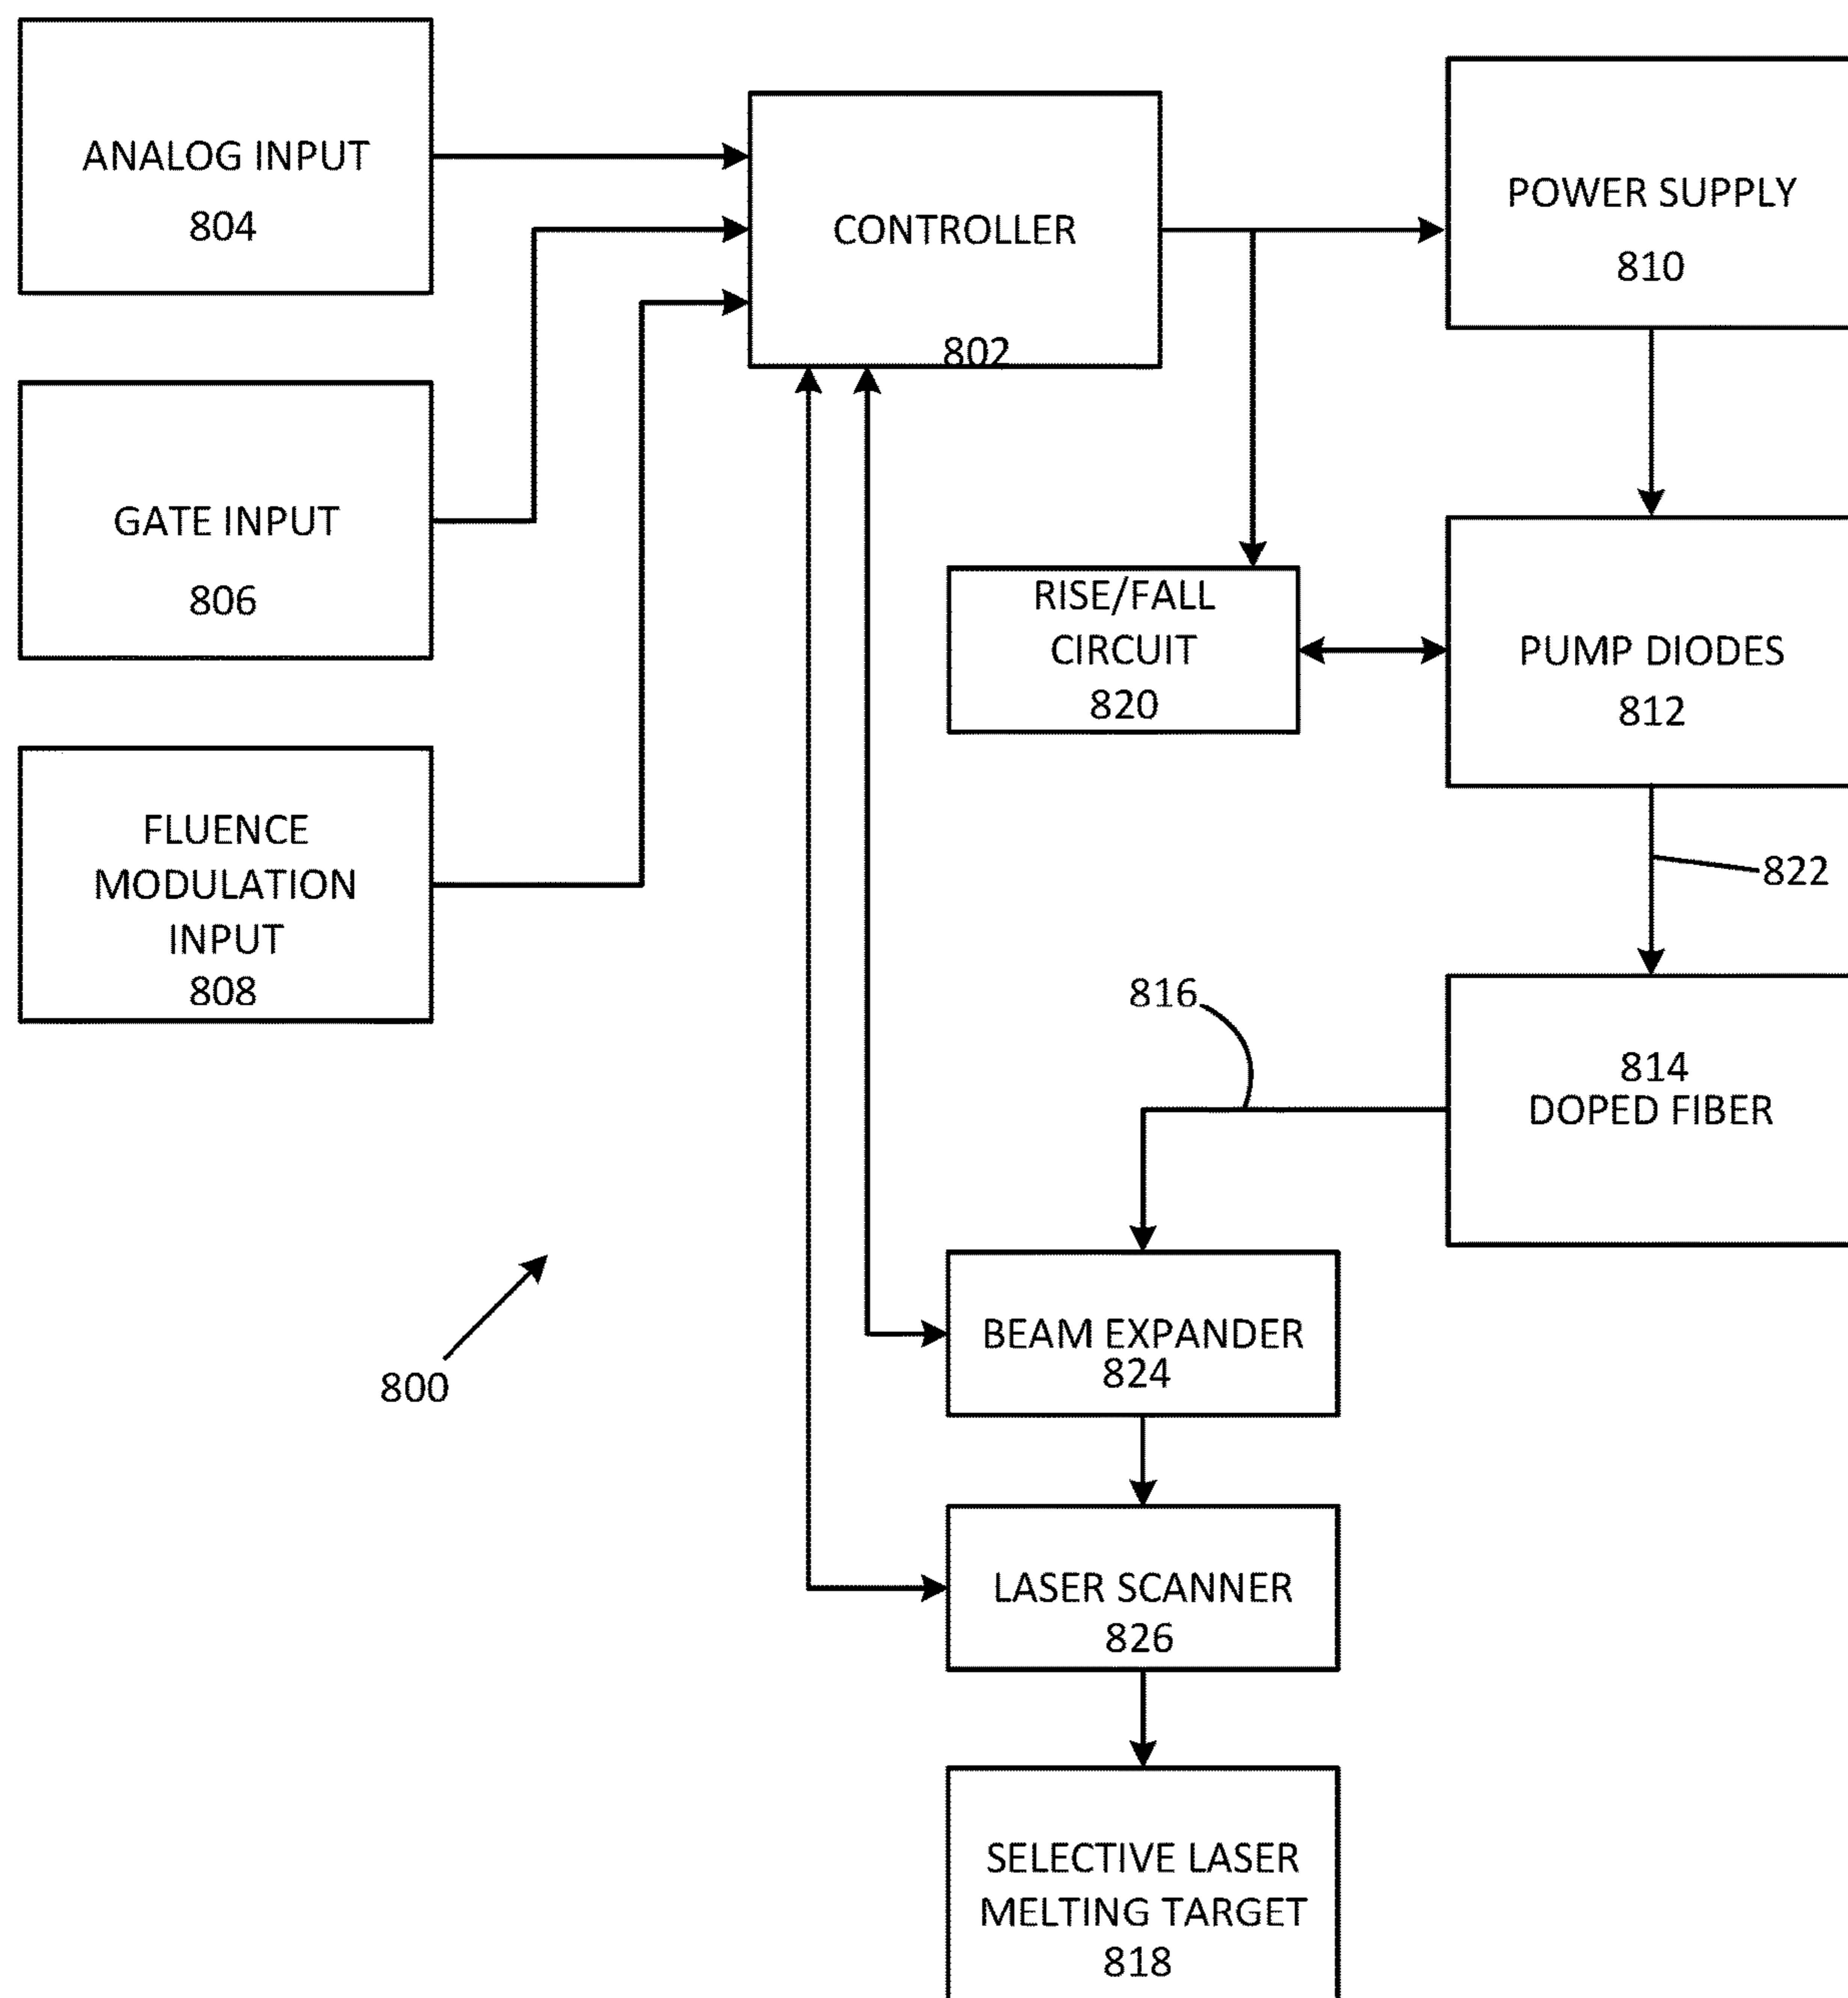 ANALOG INPUT
804
CONTROLLER
802
POWER SUPPLY
810
GATE INPUT
806
RISE/FALL
CIRCUIT
820
PUMP DIODES
812
FLUENCE
MODULATION
INPUT
808
822
816
814
DOPED FIBER
BEAM EXPANDER
824
800
LASER SCANNER
826
SELECTIVE LASER
MELTING TARGET
818